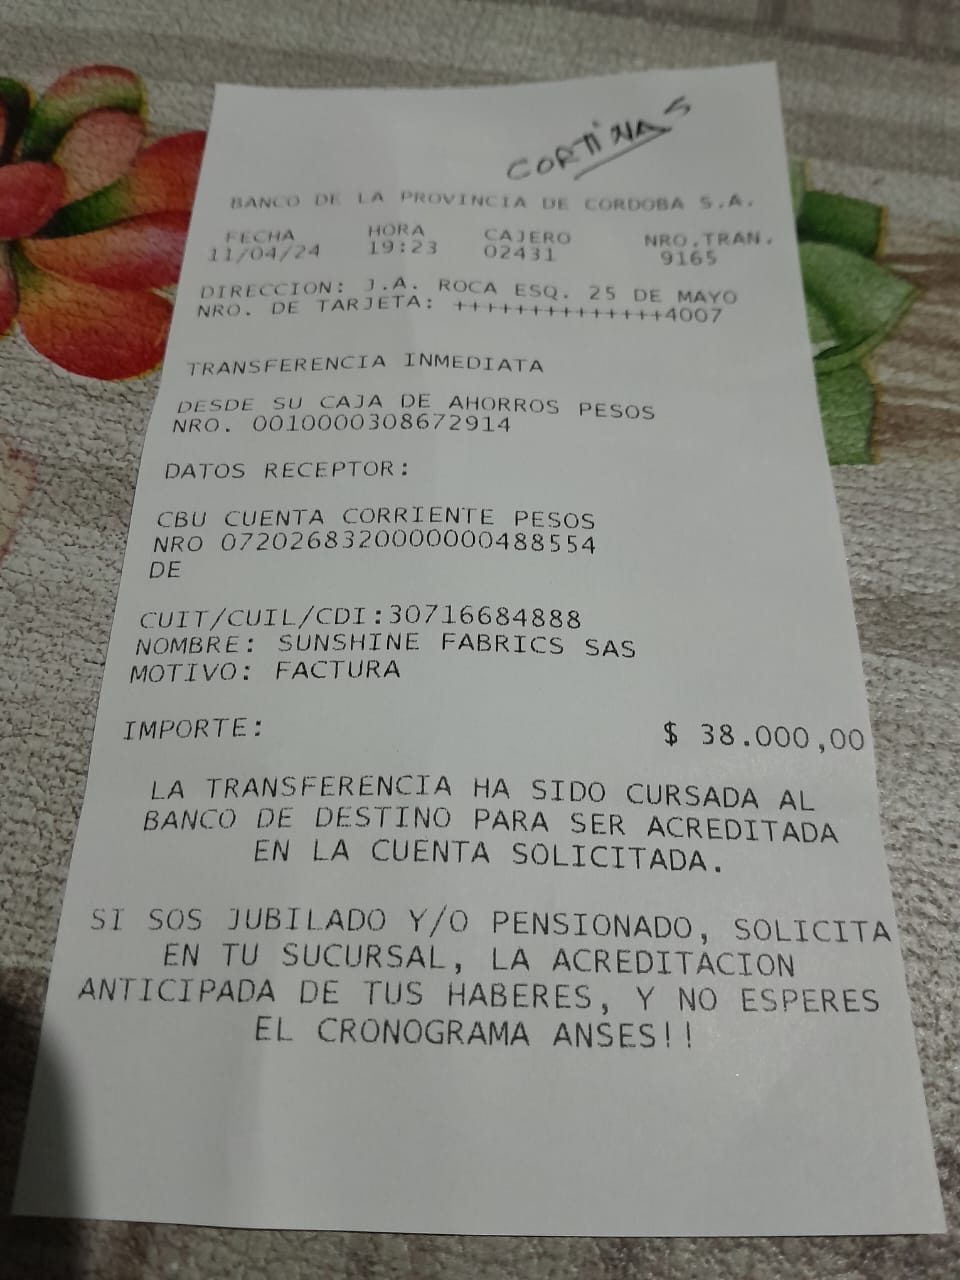 CORTINAS
BANCO DE LA PROVINCIA DE CORDOBA S.A.
FECHA HORA CAJERO NRO.TRAN.
11/04/24 19:23 02431 9165
DIRECCION: J.A. ROCA ESQ. 25 DE MAYO
NRO. DE TARJETA: +++++++++++++++4007
TRANSFERENCIA INMEDIATA
DESDE SU CAJA DE AHORROS PESOS
NRO. 0010000308672914
DATOS RECEPTOR:
CBU CUENTA CORRIENTE PESOS
NRO 0720268320000000488554
DE
CUIT/CUIL/CDI:30716684888
NOMBRE: SUNSHINE FABRICS SAS
MOTIVO: FACTURA
IMPORTE: $ 38.000,00
LA TRANSFERENCIA HA SIDO CURSADA AL
BANCO DE DESTINO PARA SER ACREDITADA
EN LA CUENTA SOLICITADA.
SI SOS JUBILADO Y/O PENSIONADO, SOLICITA
EN TU SUCURSAL, LA ACREDITACION
ANTICIPADA DE TUS HABERES, Y NO ESPERES
EL CRONOGRAMA ANSES!!